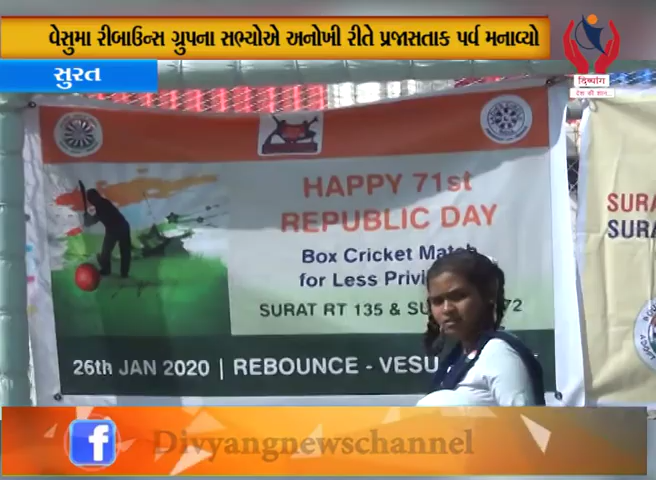 વેસુમા રીબાઉન્સ ગ્રુપના સભ્યોએ અનોખી રીતે પ્રજાસતાક પર્વ મનાવ્યો
સુરત
दिव्यांग
देश की शान...
HAPPY 71st
REPUBLIC DAY
Box Cricket Match
for Less Privi
SURAT RT 135 & SU 72
26th JAN 2020 | REBOUNCE - VESU
SURA
SURA
f Divyangnewschannel